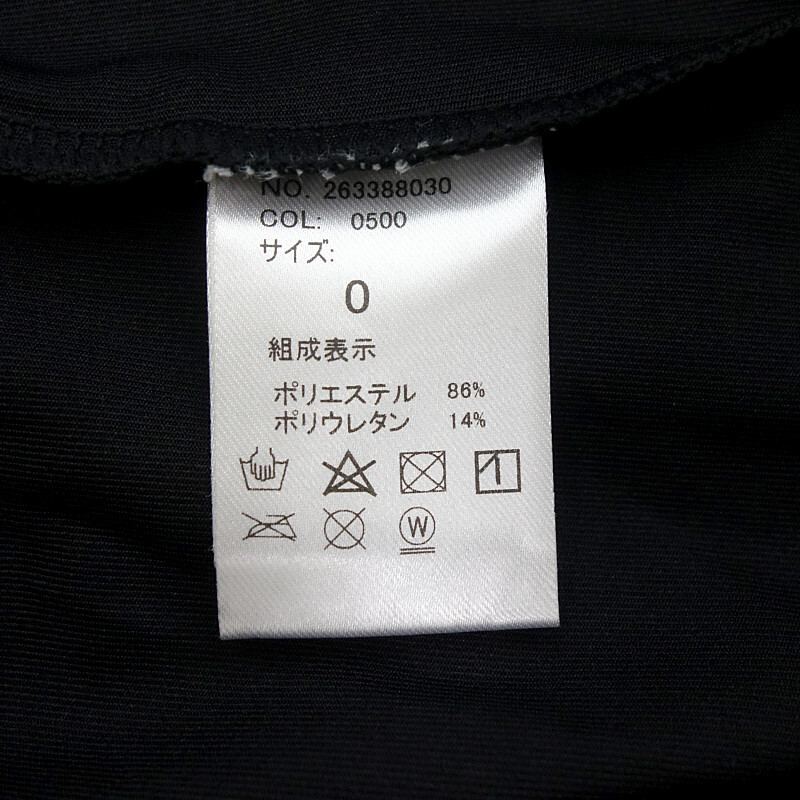 NO. 263388030
COL: 0500
サイズ:
0
組成表示
ポリエステル 86%
ポリウレタン 14%
W